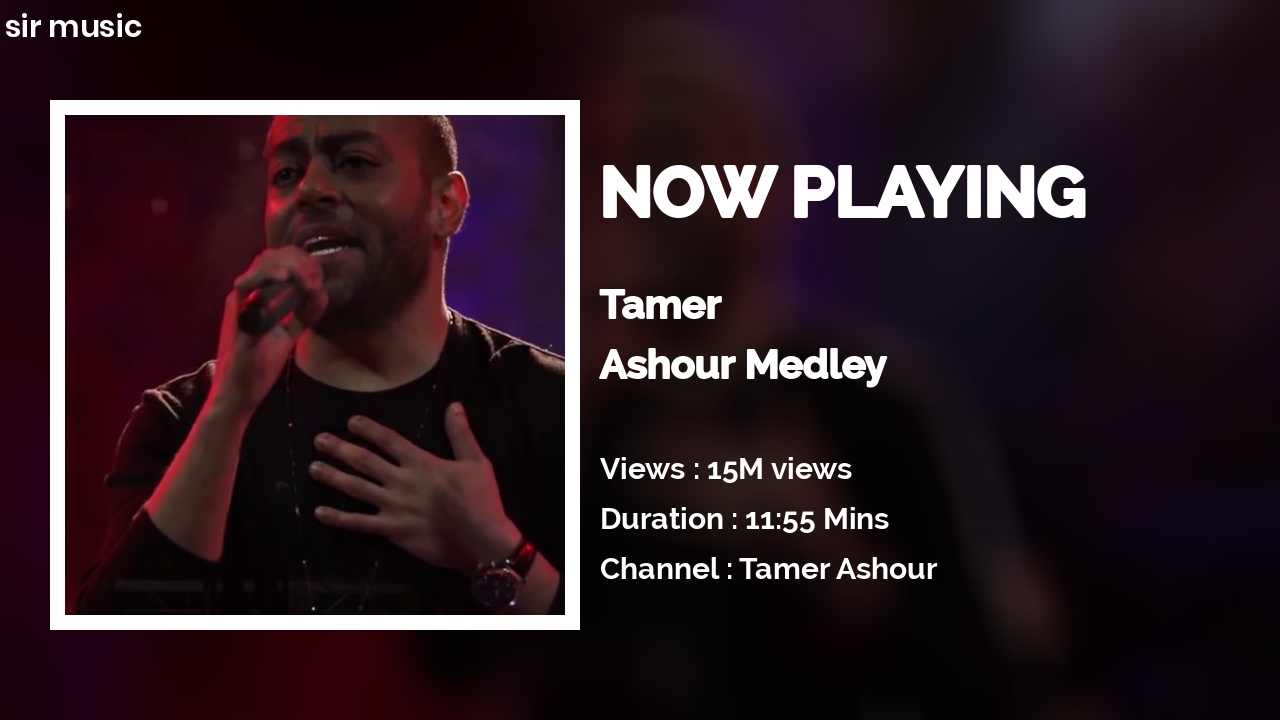 sir music
NOW PLAYING
Tamer
Ashour Medley
Views : 15M views
Duration : 11:55 Mins
Channel : Tamer Ashour